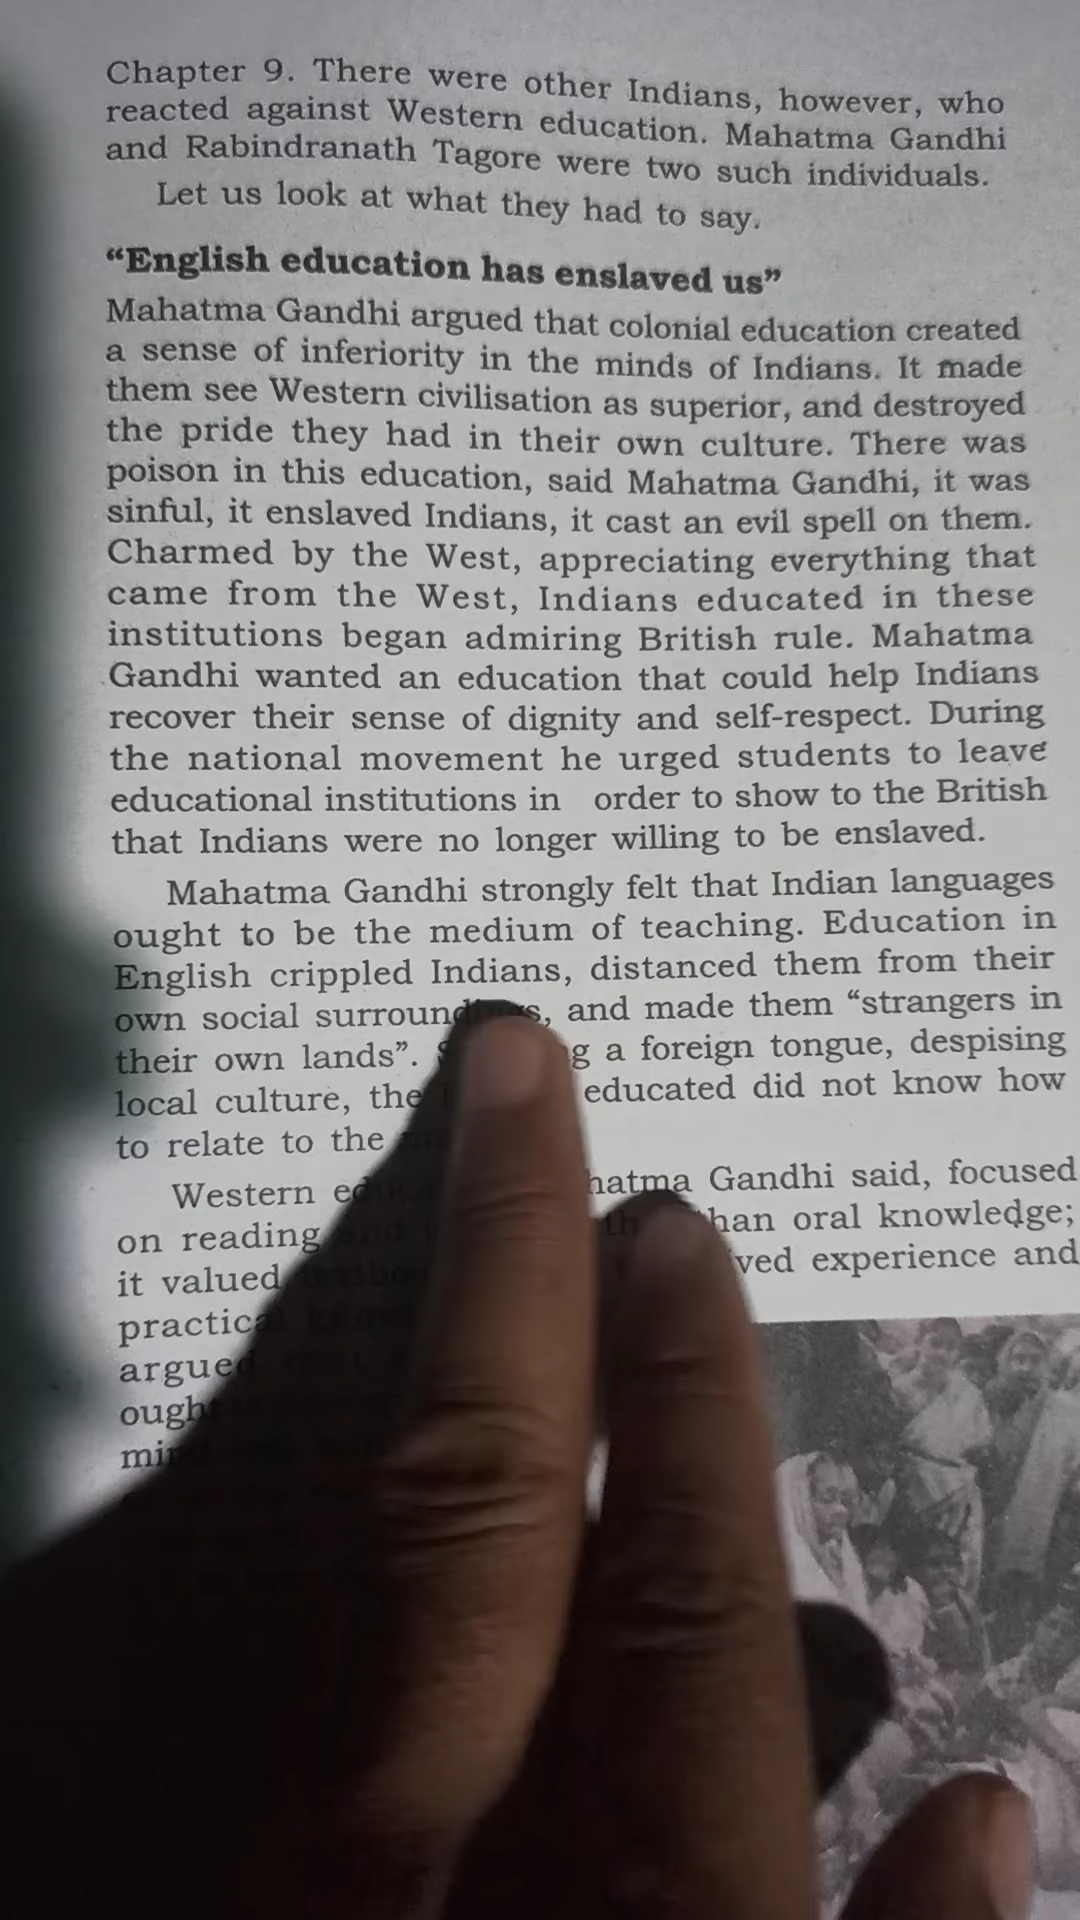 Chapter 9. There were other Indians, however, who
reacted against Western education. Mahatma Gandhi
and Rabindranath Tagore were two such individuals.
Let us look at what they had to say.
“English education has enslaved us”
Mahatma Gandhi argued that colonial education created
a sense of inferiority in the minds of Indians. It made
them see Western civilisation as superior, and destroyed
the pride they had in their own culture. There was
poison in this education, said Mahatma Gandhi, it was
sinful, it enslaved Indians, it cast an evil spell on them.
Charmed by the West, appreciating everything that
came from the West, Indians educated in these
institutions began admiring British rule. Mahatma
Gandhi wanted an education that could help Indians
recover their sense of dignity and self-respect. During
the national movement he urged students to leave
educational institutions in order to show to the British
that Indians were no longer willing to be enslaved.
Mahatma Gandhi strongly felt that Indian languages
ought to be the medium of teaching. Education in
English crippled Indians, distanced them from their
own social surroundings, and made them “strangers in
their own lands”. a foreign tongue, despising
local culture, the educated did not know how
to relate to the
Western Gandhi said, focused
on reading than oral knowledge;
it valued experience and
argued